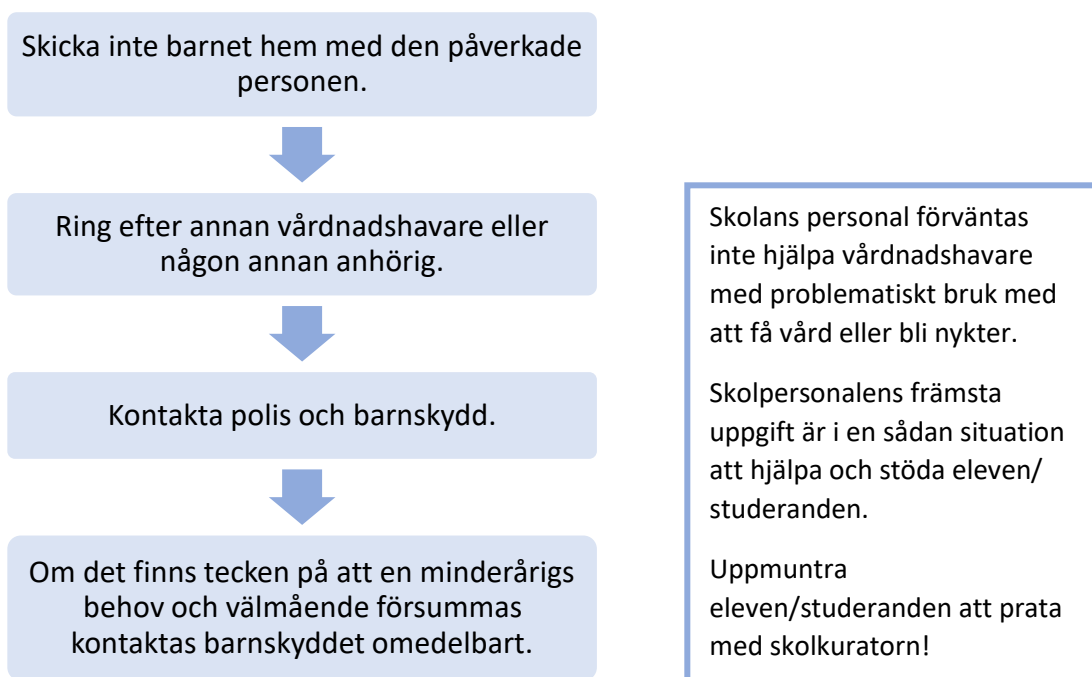 Skicka inte barnet hem med den påverkade
personen.
Ring efter annan vårdnadshavare eller
någon annan anhörig.
Kontakta polis och barnskydd.
Om det finns tecken på att en minderårigs
behov och välmående försummas
kontaktas barnskyddet omedelbart.
Skolans personal förväntas
inte hjälpa vårdnadshavare
med problematiskt bruk med
att få vård eller bli nykter.
Skolpersonalens främsta
uppgift är i en sådan situation
att hjälpa och stöda eleven/
studeranden.
Uppmuntra
eleven/studeranden att prata
med skolkuratorn!